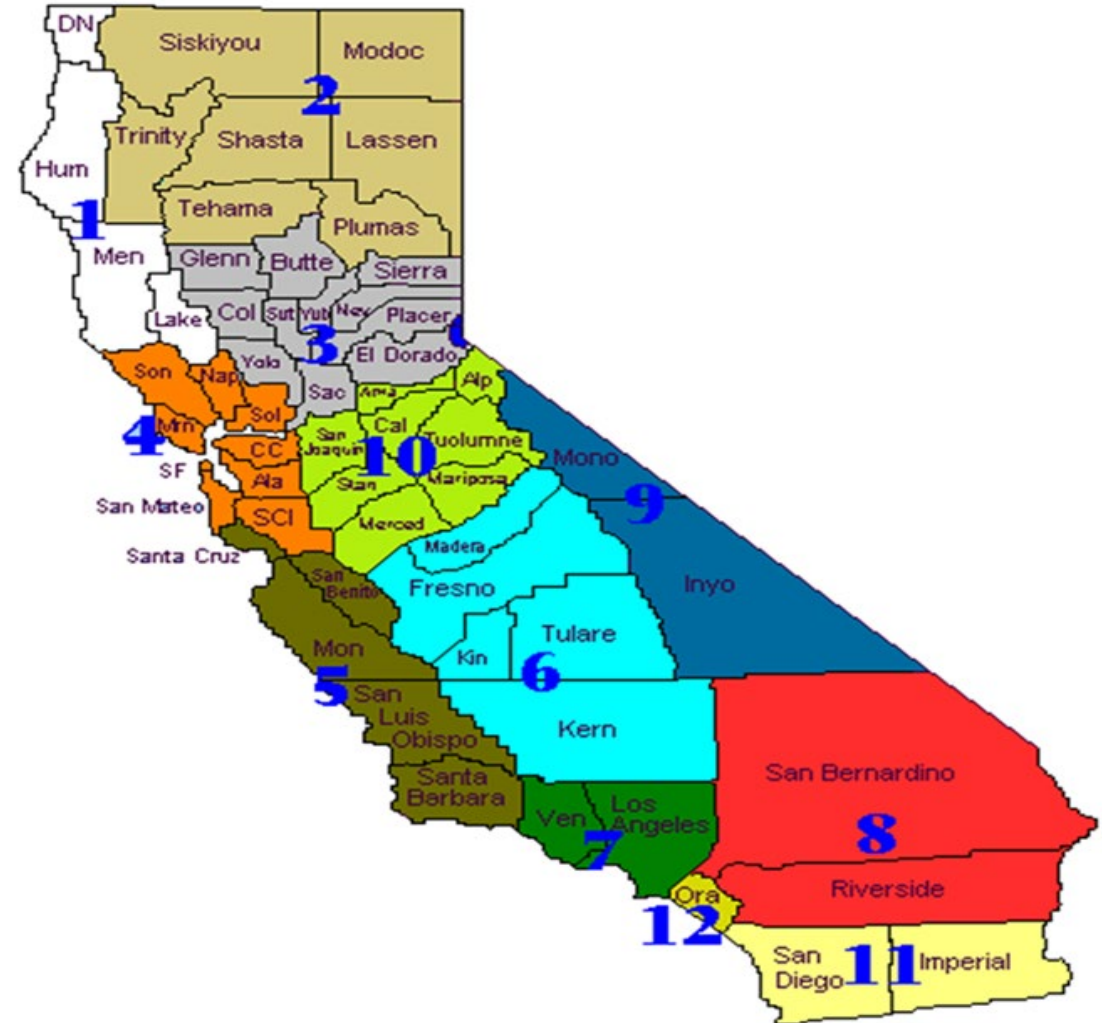 DN
Siskiyou
Modoc
2
Trinity
Shasta
Lassen
Hum
Tehama
1
Plumas
Men
Glenn
Butte
Sierra
Lake
Col
Sut
Yub
Nev
Placer
3
Yolo
El Dorado
Son
Nap
Sac
Alp
Ama
Sol
4
Mrn
Cal
San
Joaquin
10
Tuolumne
CC
SF
Ala
Stan
Mariposa
Mono
9
San Mateo
SCl
Merced
Santa Cruz
Madera
San
Benito
Fresno
Inyo
Mon
Kin
Tulare
6
5
San
Luis
Obispo
Kern
Santa
Barbara
San Bernardino
Ven
Los
Angeles
7
8
Ora
Riverside
12
San
Diego
11
Imperial